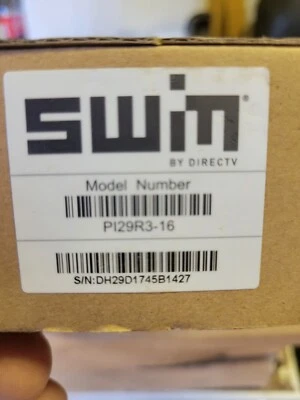 SWiM
BY DIRECTV
Model Number
PI29R3-16
S/N:DH29D1745B1427